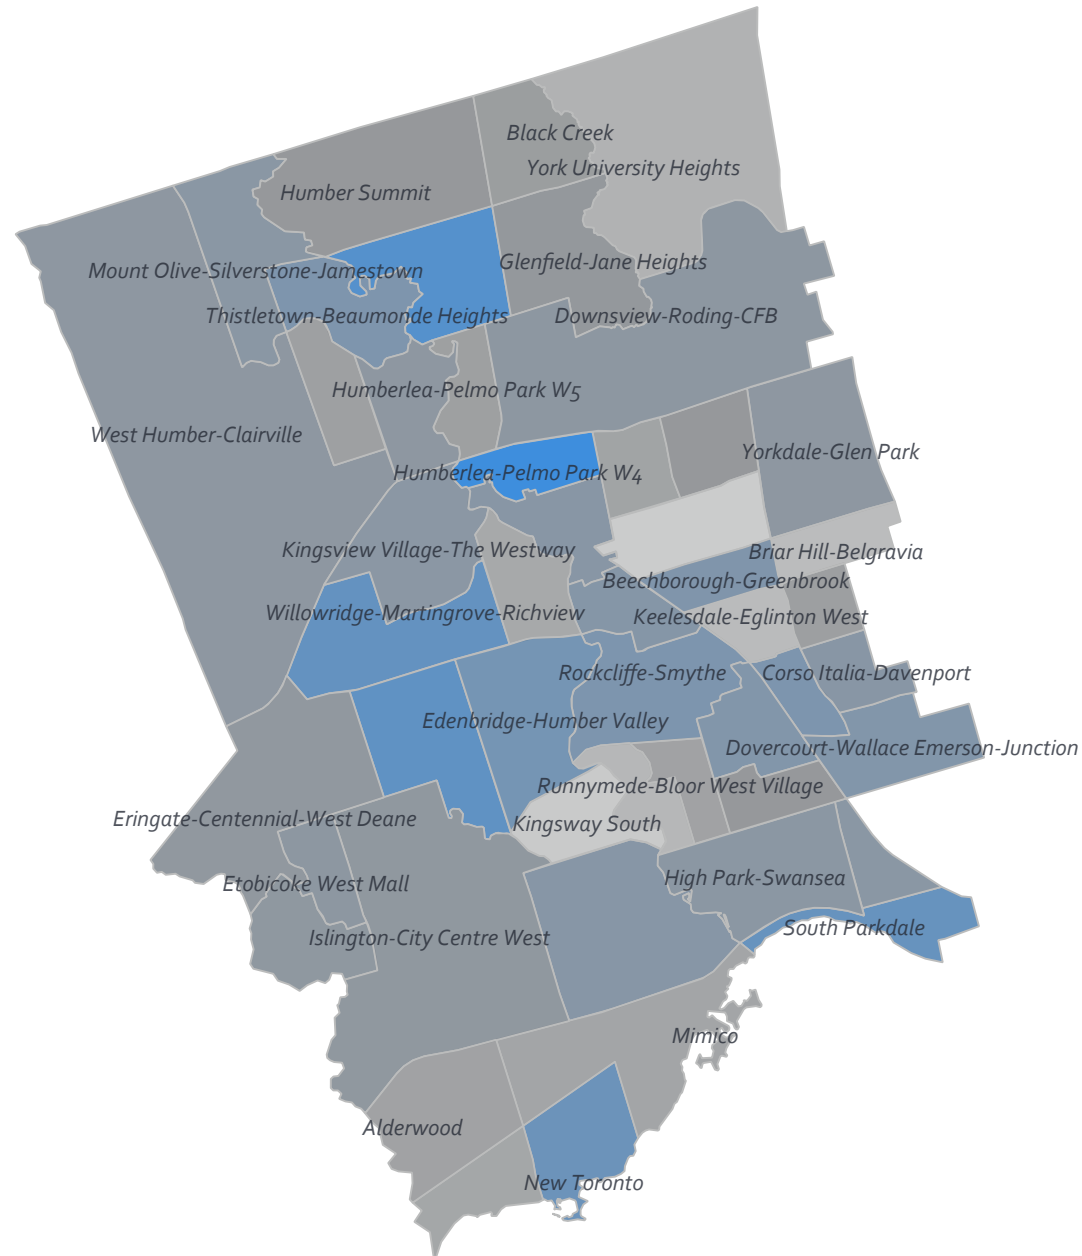 Black Creek
York University Heights
Humber Summit
Glenfield-Jane Heights
Mount Olive-Silverstone-Jamestown
Thistletown-Beaumonde Heights
Downsview-Roding-CFB
Humberlea-Pelmo Park W5
West Humber-Clairville
Yorkdale-Glen Park
Humberlea-Pelmo Park W4
Kingsview Village-The Westway
Briar Hill-Belgravia
Beechborough-Greenbrook
Willowridge-Martingrove-Richview
Keelesdale-Eglinton West
Rockcliffe-Smythe
Corso Italia-Davenport
Edenbridge-Humber Valley
Dovercourt-Wallace Emerson-Junction
Runnymede-Bloor West Village
Eringate-Centennial-West Deane
Kingsway South
High Park-Swansea
Etobicoke West Mall
South Parkdale
Islington-City Centre West
Mimico
Alderwood
New Toronto